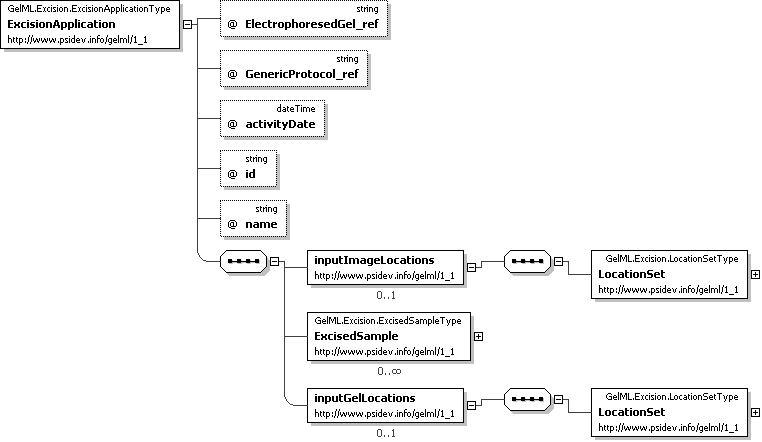 GelML.Excision.ExcisionApplicationType
ExcisionApplication
http://www.psidev.info/gelml/1_1
string
@ ElectrophoresedGel_ref
string
@ GenericProtocol_ref
dateTime
@ activityDate
string
@ id
string
@ name
inputImageLocations
http://www.psidev.info/gelml/1_1
0..1
GelML.Excision.LocationSetType
LocationSet
http://www.psidev.info/gelml/1_1
GelML.Excision.ExcisedSampleType
ExcisedSample
http://www.psidev.info/gelml/1_1
0..∞
inputGelLocations
http://www.psidev.info/gelml/1_1
0..1
GelML.Excision.LocationSetType
LocationSet
http://www.psidev.info/gelml/1_1